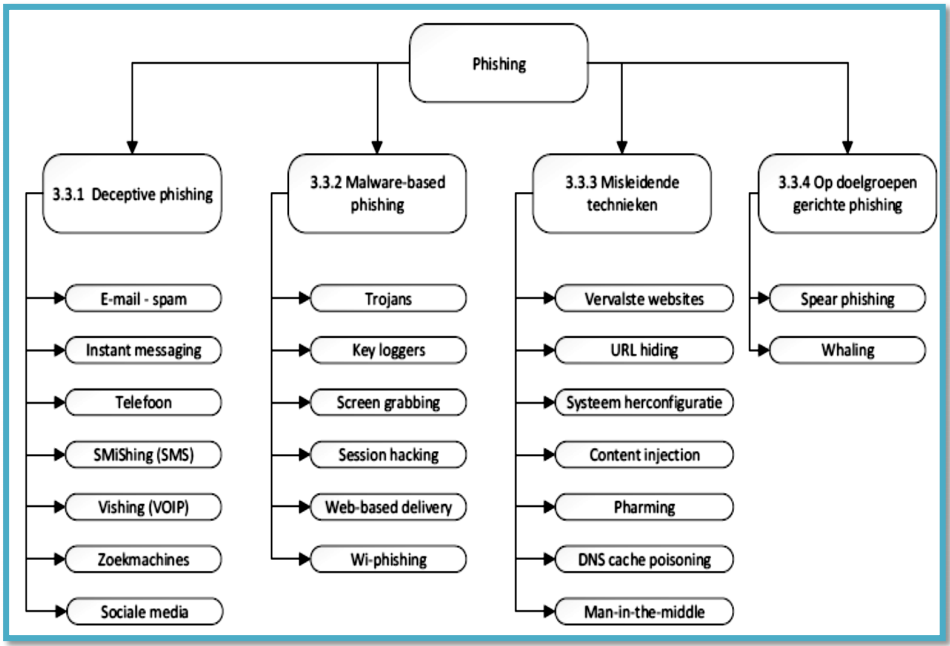 Phishing
3.3.1 Deceptive phishing
E-mail - spam
Instant messaging
Telefoon
SMiShing (SMS)
Vishing (VOIP)
Zoekmachines
Sociale media
3.3.2 Malware-based
phishing
Trojans
Key loggers
Screen grabbing
Session hacking
Web-based delivery
Wi-phishing
3.3.3 Misleidende
technieken
Vervalste websites
URL hiding
Systeem herconfiguratie
Content injection
Pharming
DNS cache poisoning
Man-in-the-middle
3.3.4 Op doelgroepen
gerichte phishing
Spear phishing
Whaling